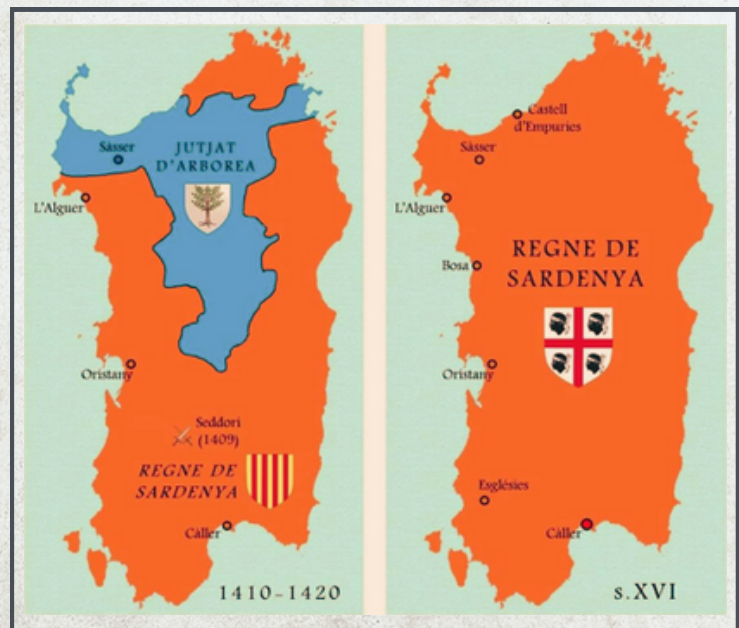 JUTJAT
D'ARBOREA
Sàsser
L'Alguer
Oristany
Seddori
(1409)
REGNE DE
SARDENYA
Càller
1410-1420
Castell
d'Empuries
Sàsser
L'Alguer
REGNE DE
SARDENYA
Bosa
Oristany
Esglésies
Càller
s.XVI